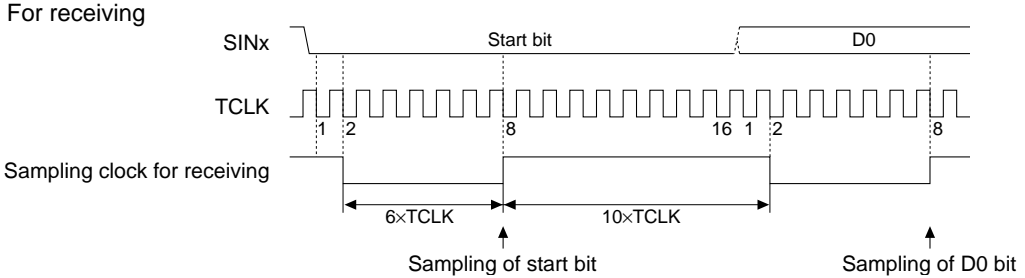 For receiving
SINx
Start bit
D0
TCLK
1 2 8 16 1 2 8
Sampling clock for receiving
6×TCLK
10×TCLK
Sampling of start bit
Sampling of D0 bit